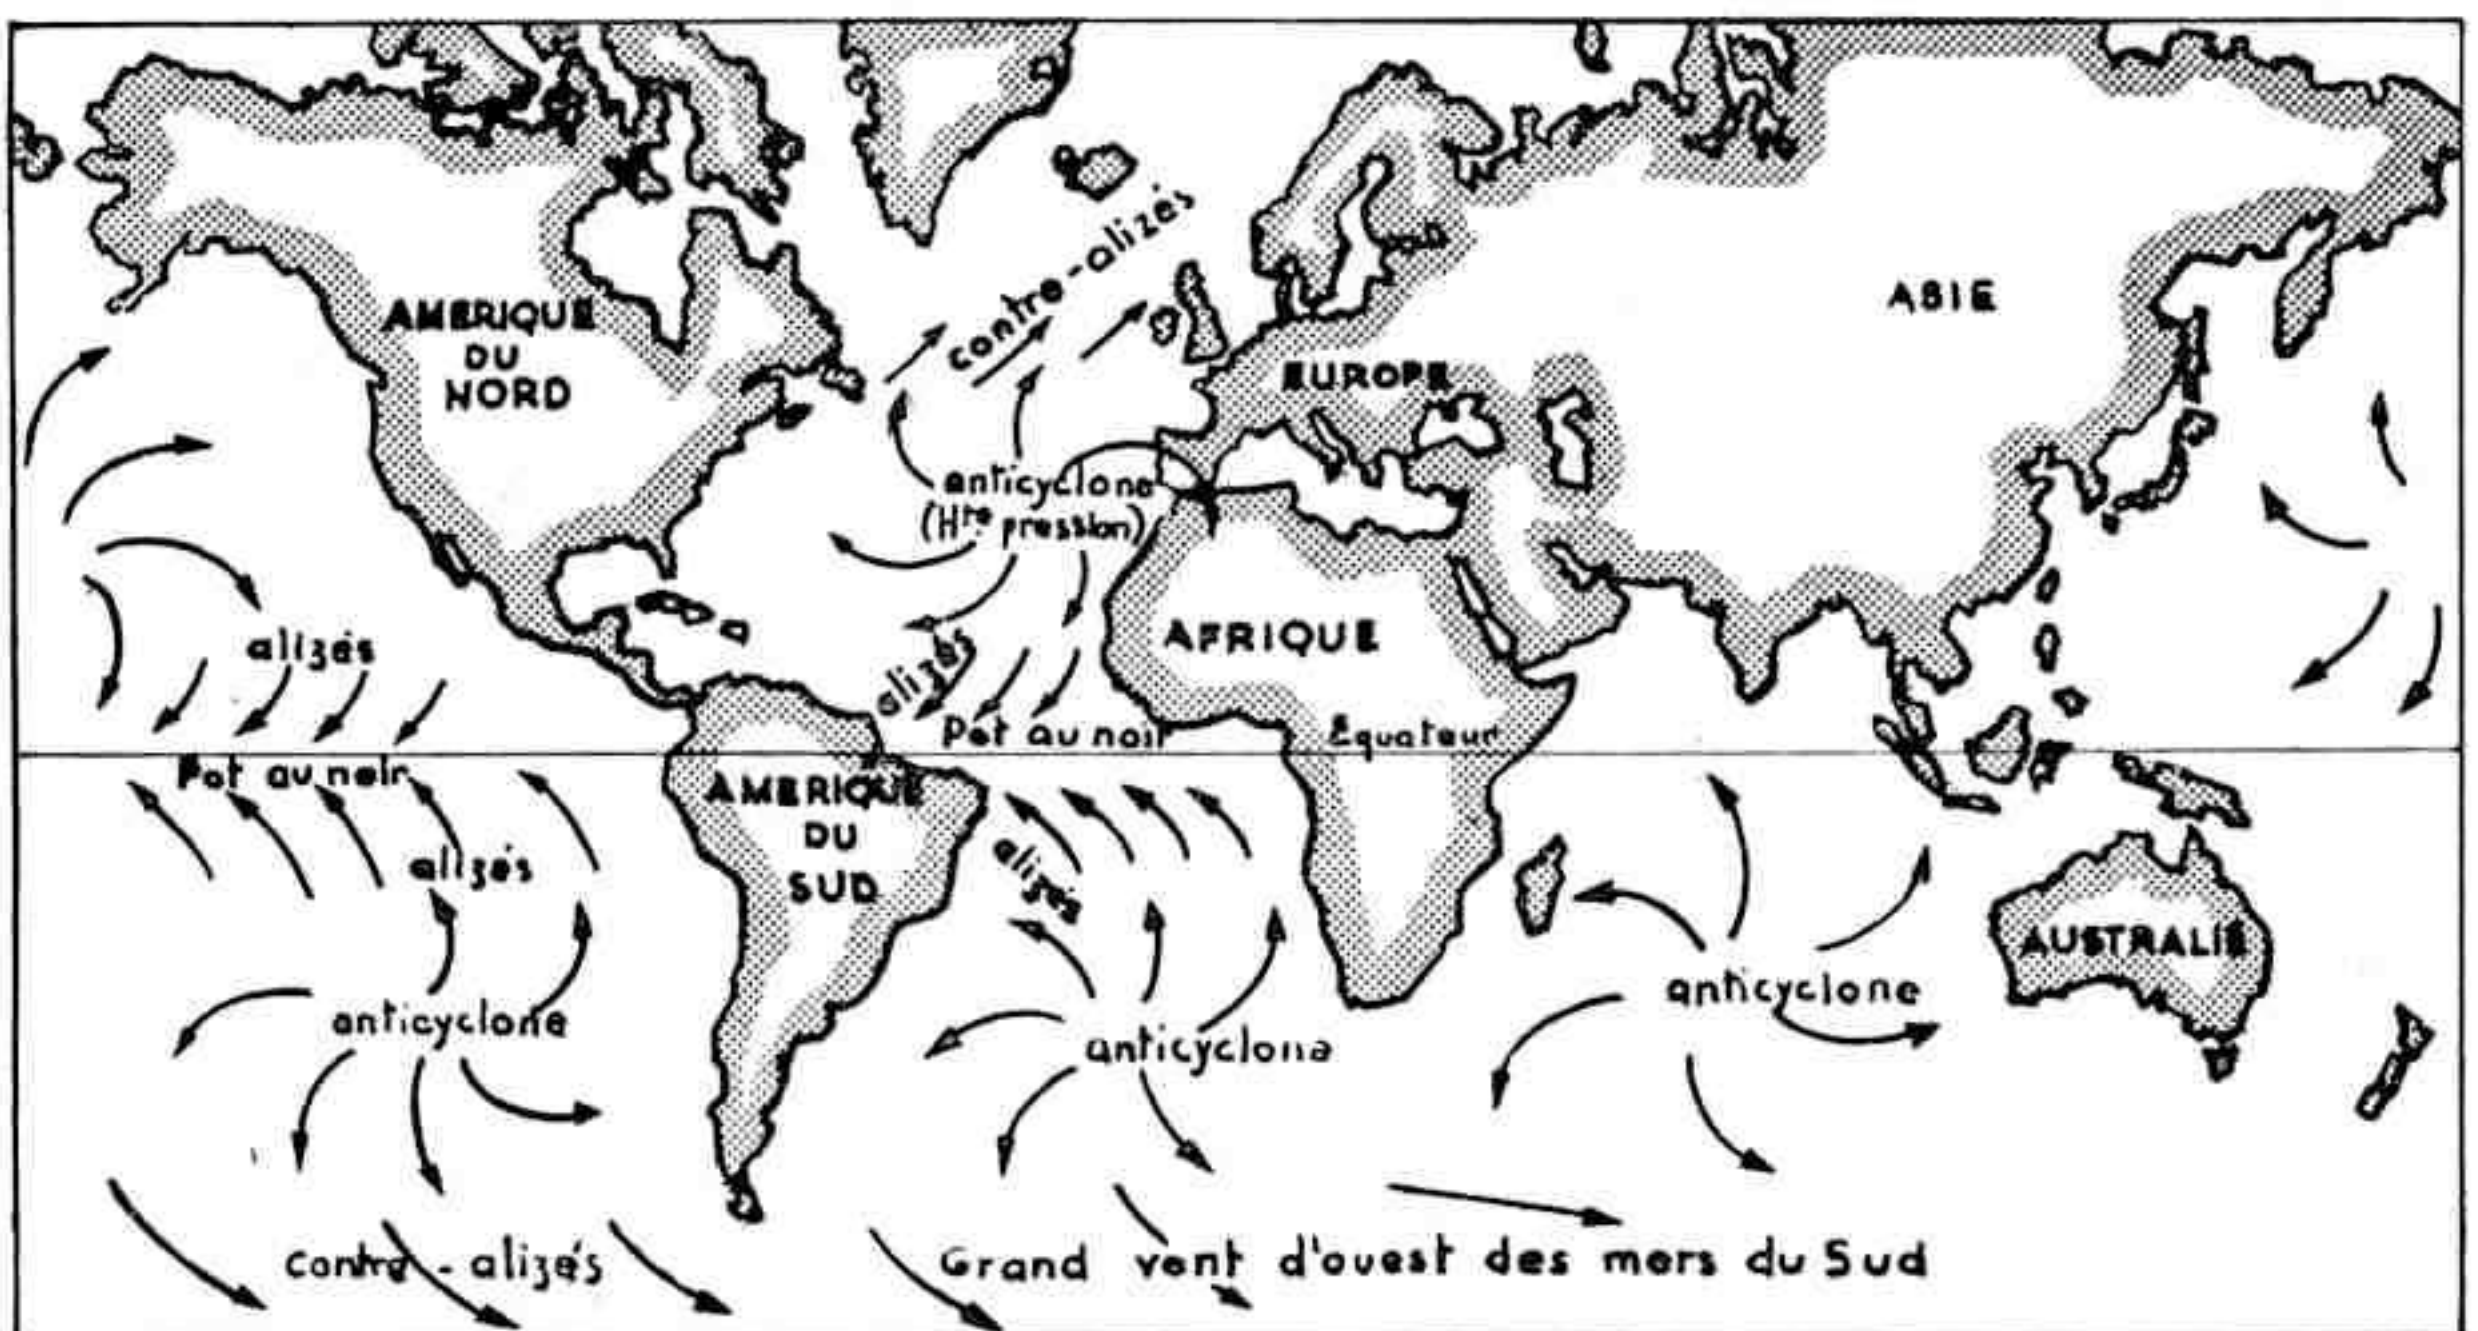 contre-alizés
AMERIQUE
DU
NORD
ASIE
EUROPE
anticyclone
(Hte pression)
AFRIQUE
alizés
alizés
Pot au noir
Equateur
Pot au noir
AMERIQUE
DU
SUD
alizés
alizés
AUSTRALIE
anticyclone
anticyclone
anticyclone
Contre-alizés
Grand vent d'ouest des mers du Sud